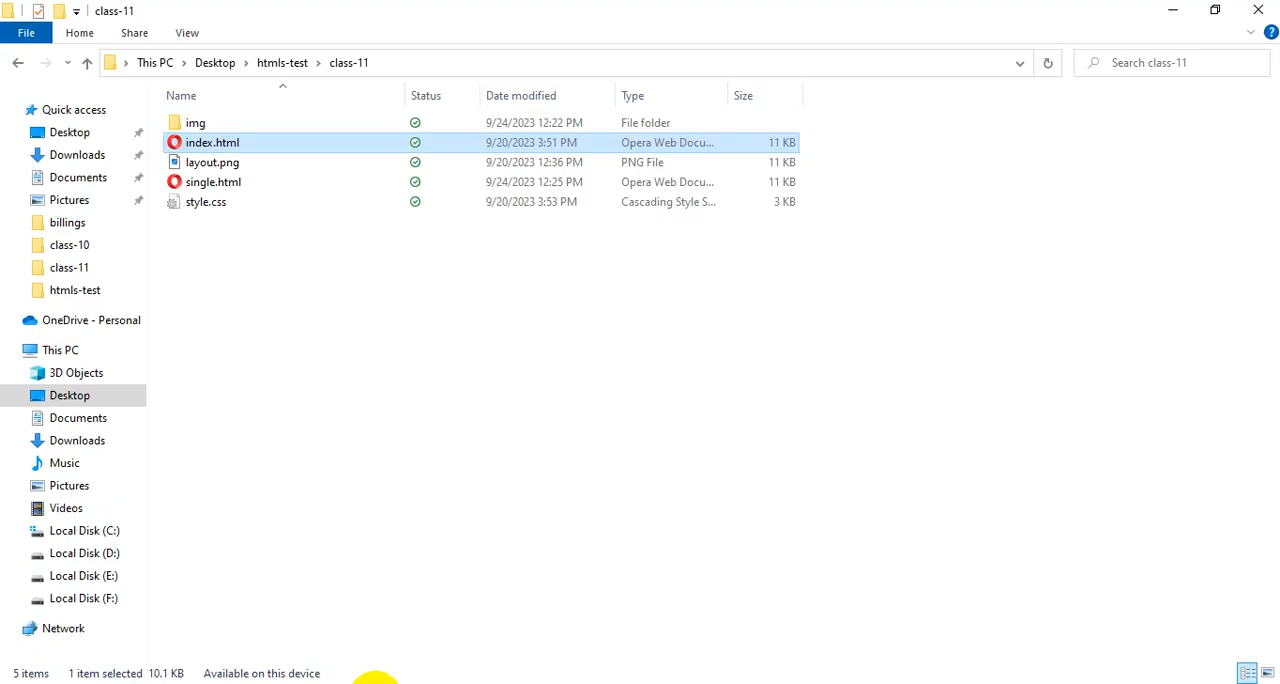 class-11
File Home Share View
This PC Desktop htmls-test class-11 Search class-11
Name Status Date modified Type Size
img 9/24/2023 12:22 PM File folder
index.html 9/20/2023 3:51 PM Opera Web Docu... 11 KB
layout.png 9/20/2023 12:36 PM PNG File 11 KB
single.html 9/24/2023 12:25 PM Opera Web Docu... 11 KB
style.css 9/20/2023 3:53 PM Cascading Style S... 3 KB
Quick access
Desktop
Downloads
Documents
Pictures
billings
class-10
class-11
htmls-test
OneDrive - Personal
This PC
3D Objects
Desktop
Documents
Downloads
Music
Pictures
Videos
Local Disk (C:)
Local Disk (D:)
Local Disk (E:)
Local Disk (F:)
Network
5 items 1 item selected 10.1 KB Available on this device